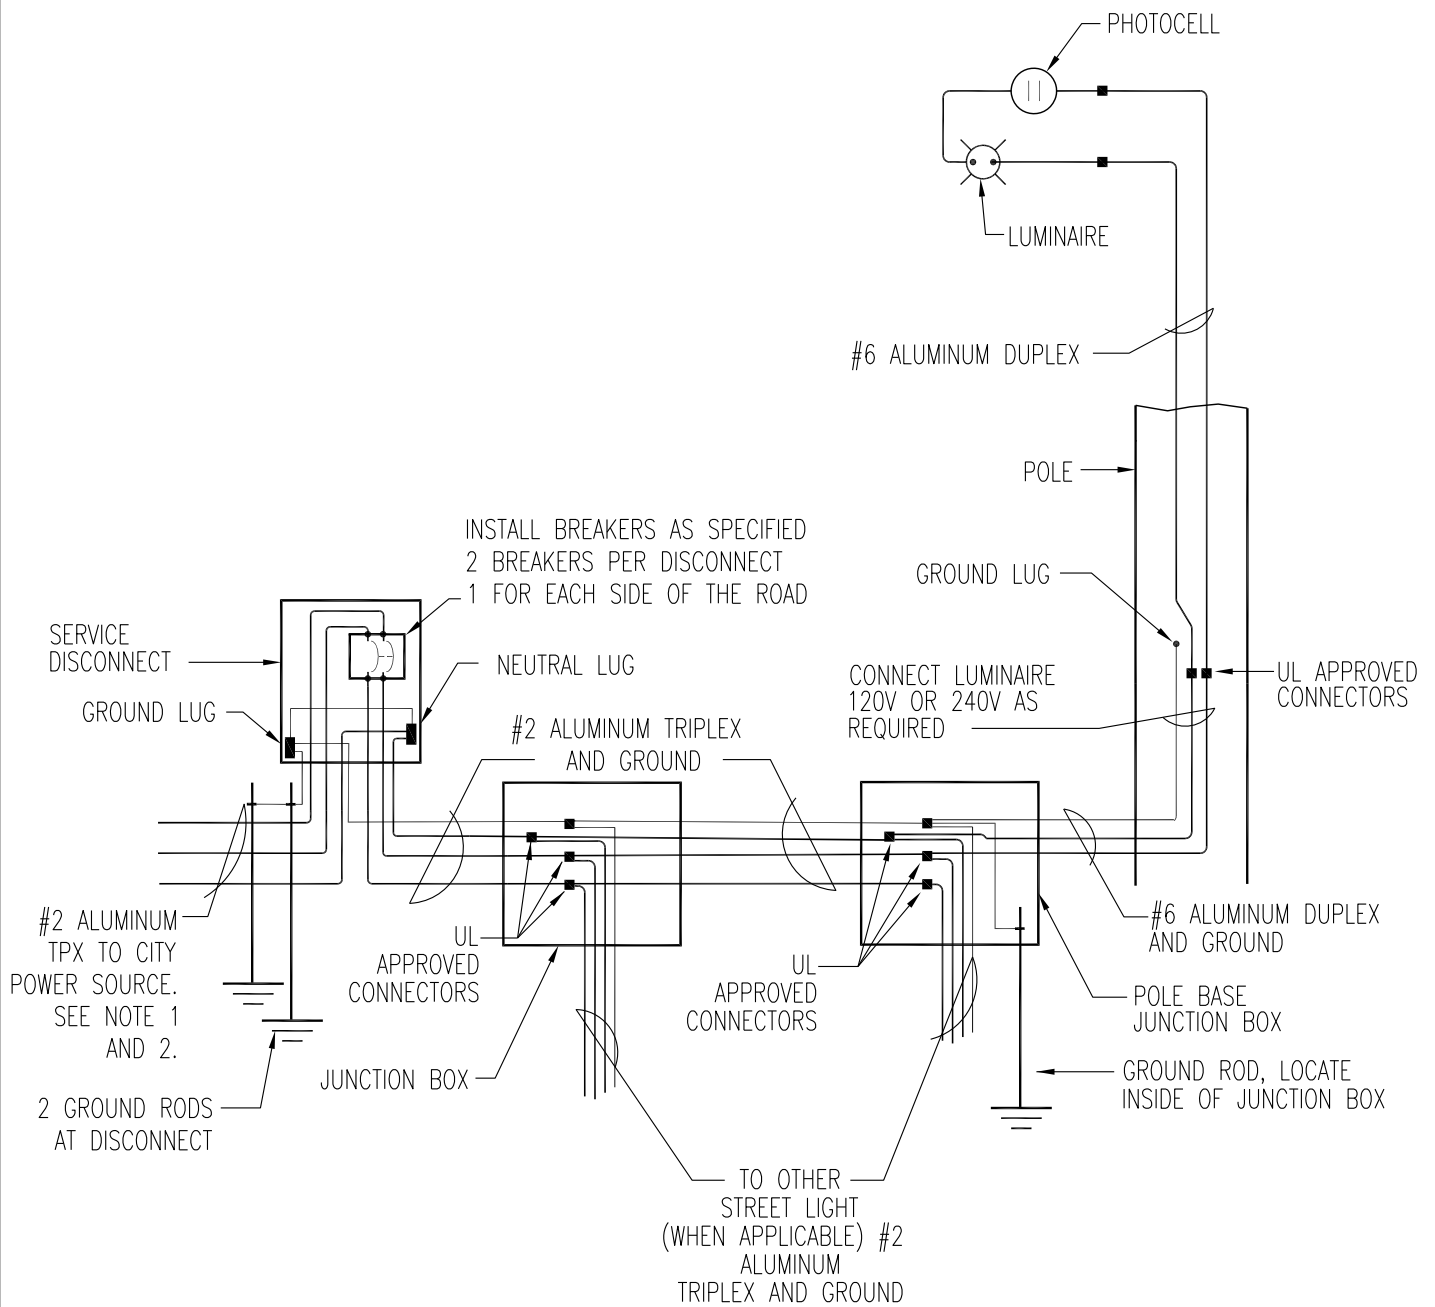 PHOTOCELL
LUMINAIRE
#6 ALUMINUM DUPLEX
POLE
INSTALL BREAKERS AS SPECIFIED
2 BREAKERS PER DISCONNECT
1 FOR EACH SIDE OF THE ROAD
GROUND LUG
SERVICE
DISCONNECT
NEUTRAL LUG
GROUND LUG
CONNECT LUMINAIRE
120V OR 240V AS
REQUIRED
UL APPROVED
CONNECTORS
#2 ALUMINUM TRIPLEX
AND GROUND
#2 ALUMINUM
TPX TO CITY
POWER SOURCE.
SEE NOTE 1
AND 2.
UL
APPROVED
CONNECTORS
UL
APPROVED
CONNECTORS
#6 ALUMINUM DUPLEX
AND GROUND
POLE BASE
JUNCTION BOX
JUNCTION BOX
GROUND ROD, LOCATE
INSIDE OF JUNCTION BOX
2 GROUND RODS
AT DISCONNECT
TO OTHER
STREET LIGHT
(WHEN APPLICABLE) #2
ALUMINUM
TRIPLEX AND GROUND